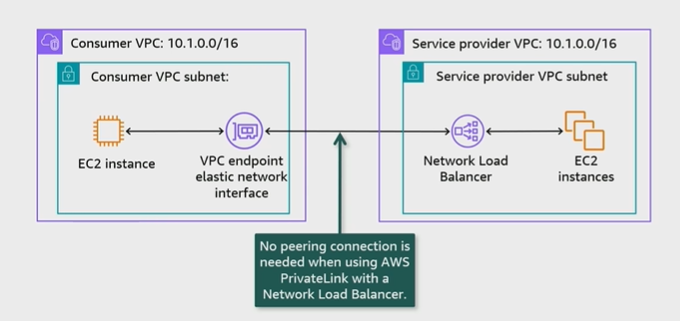 Consumer VPC: 10.1.0.0/16
Consumer VPC subnet:
EC2 instance
VPC endpoint
elastic network
interface
Service provider VPC: 10.1.0.0/16
Service provider VPC subnet
Network Load
Balancer
EC2
instances
No peering connection is
needed when using AWS
PrivateLink with a
Network Load Balancer.